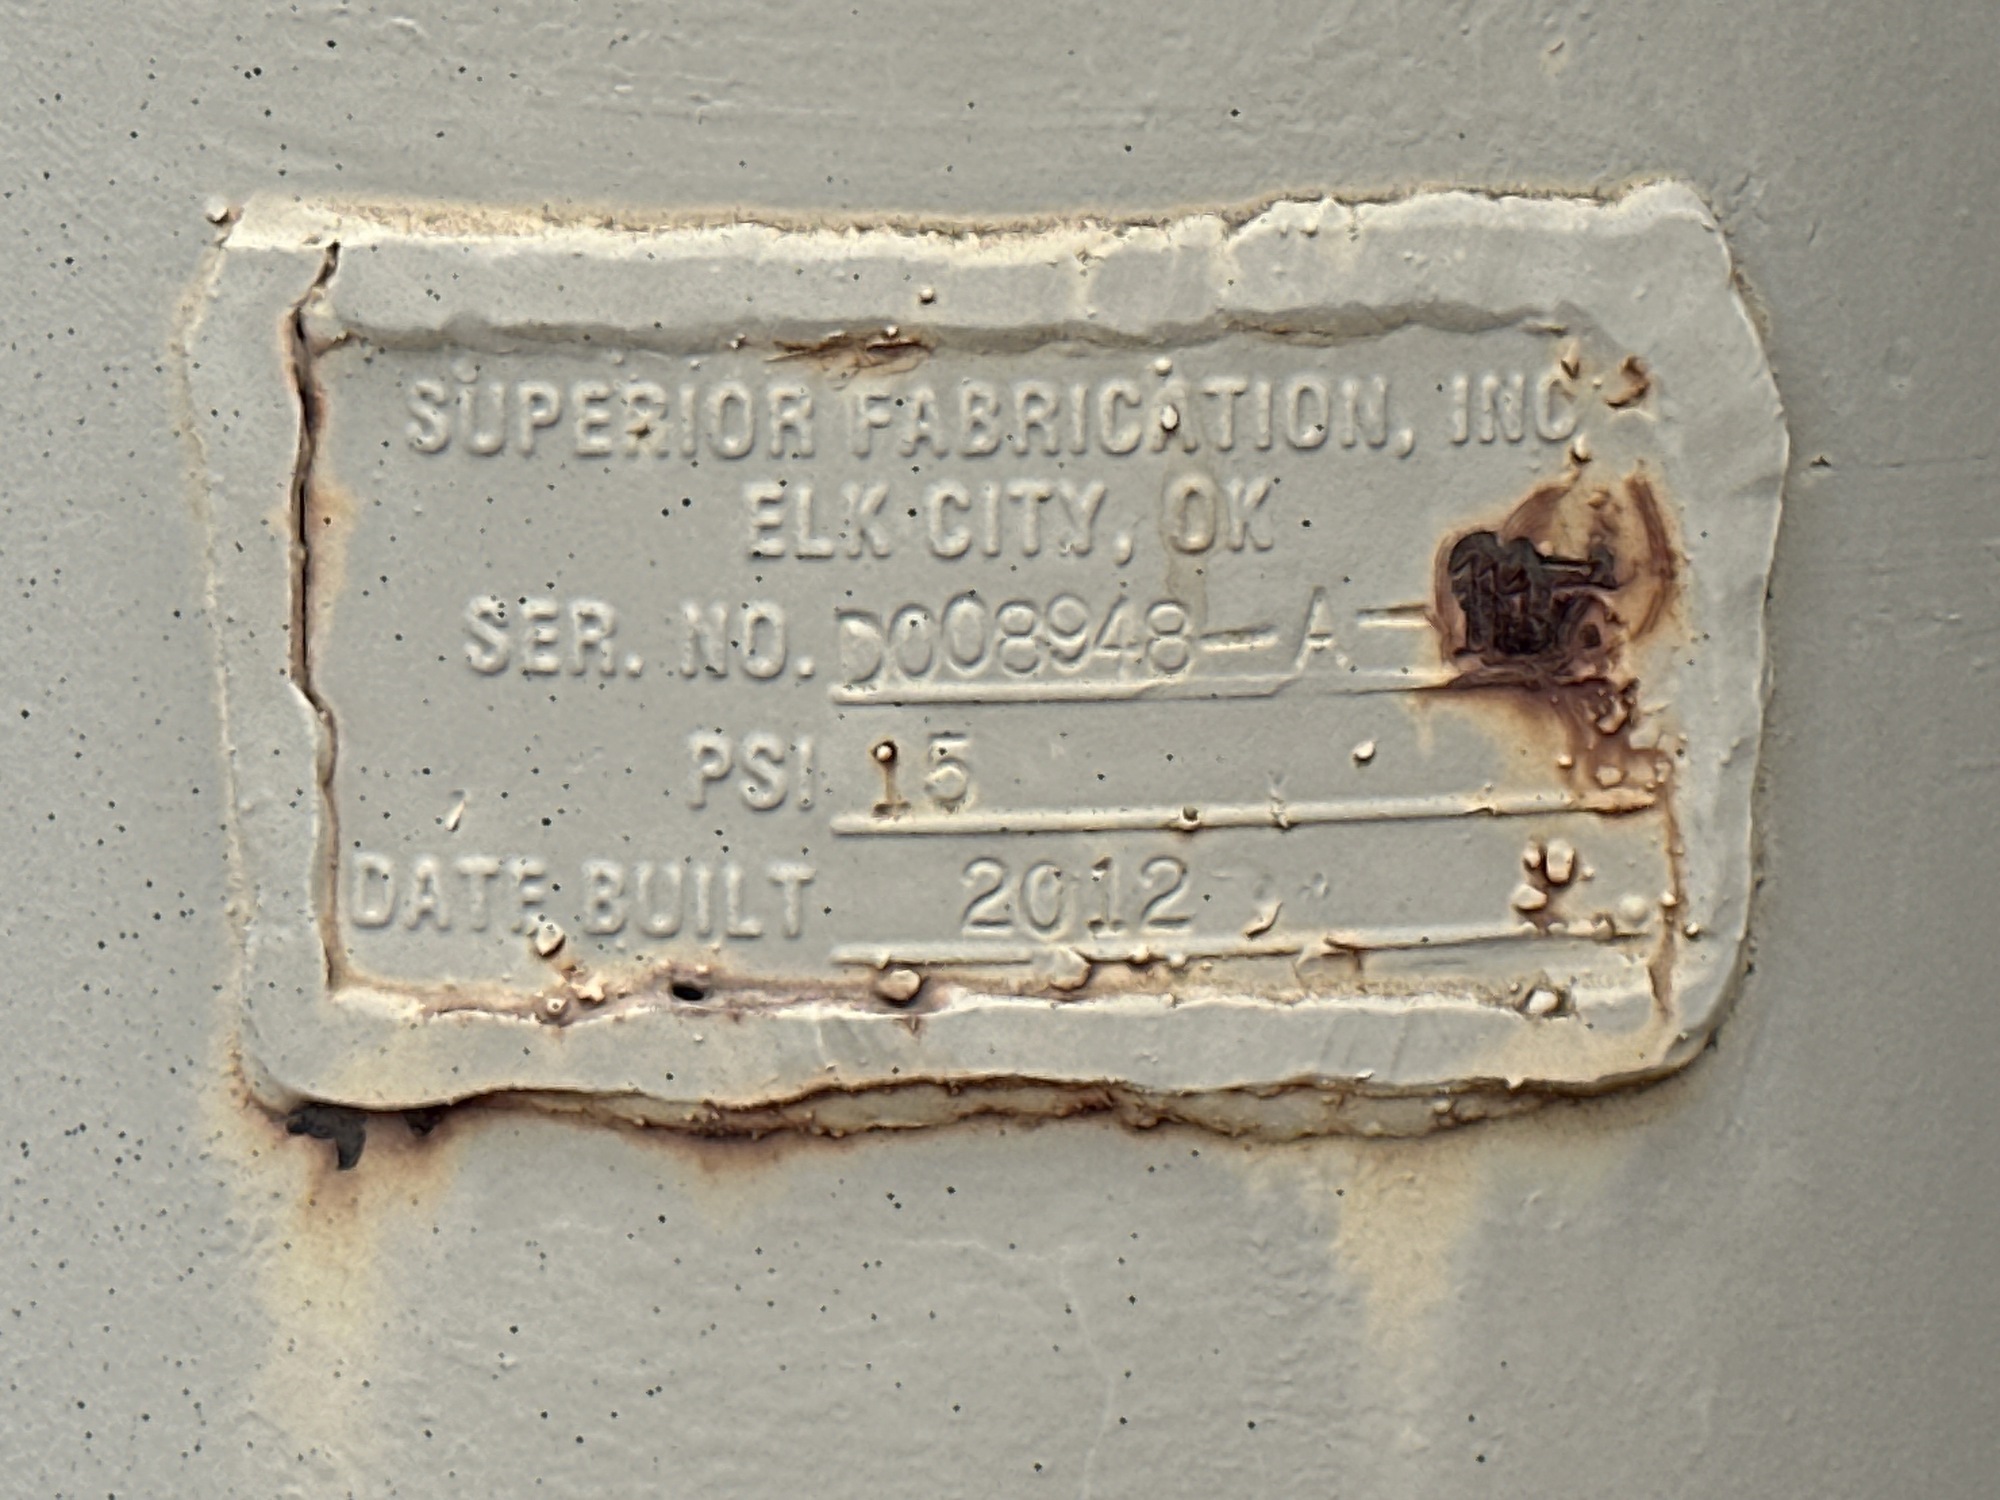 SUPERIOR FABRICATION, INC.
ELK CITY, OK
SER. NO. D008948-A-
PSI 15
DATE BUILT 2012